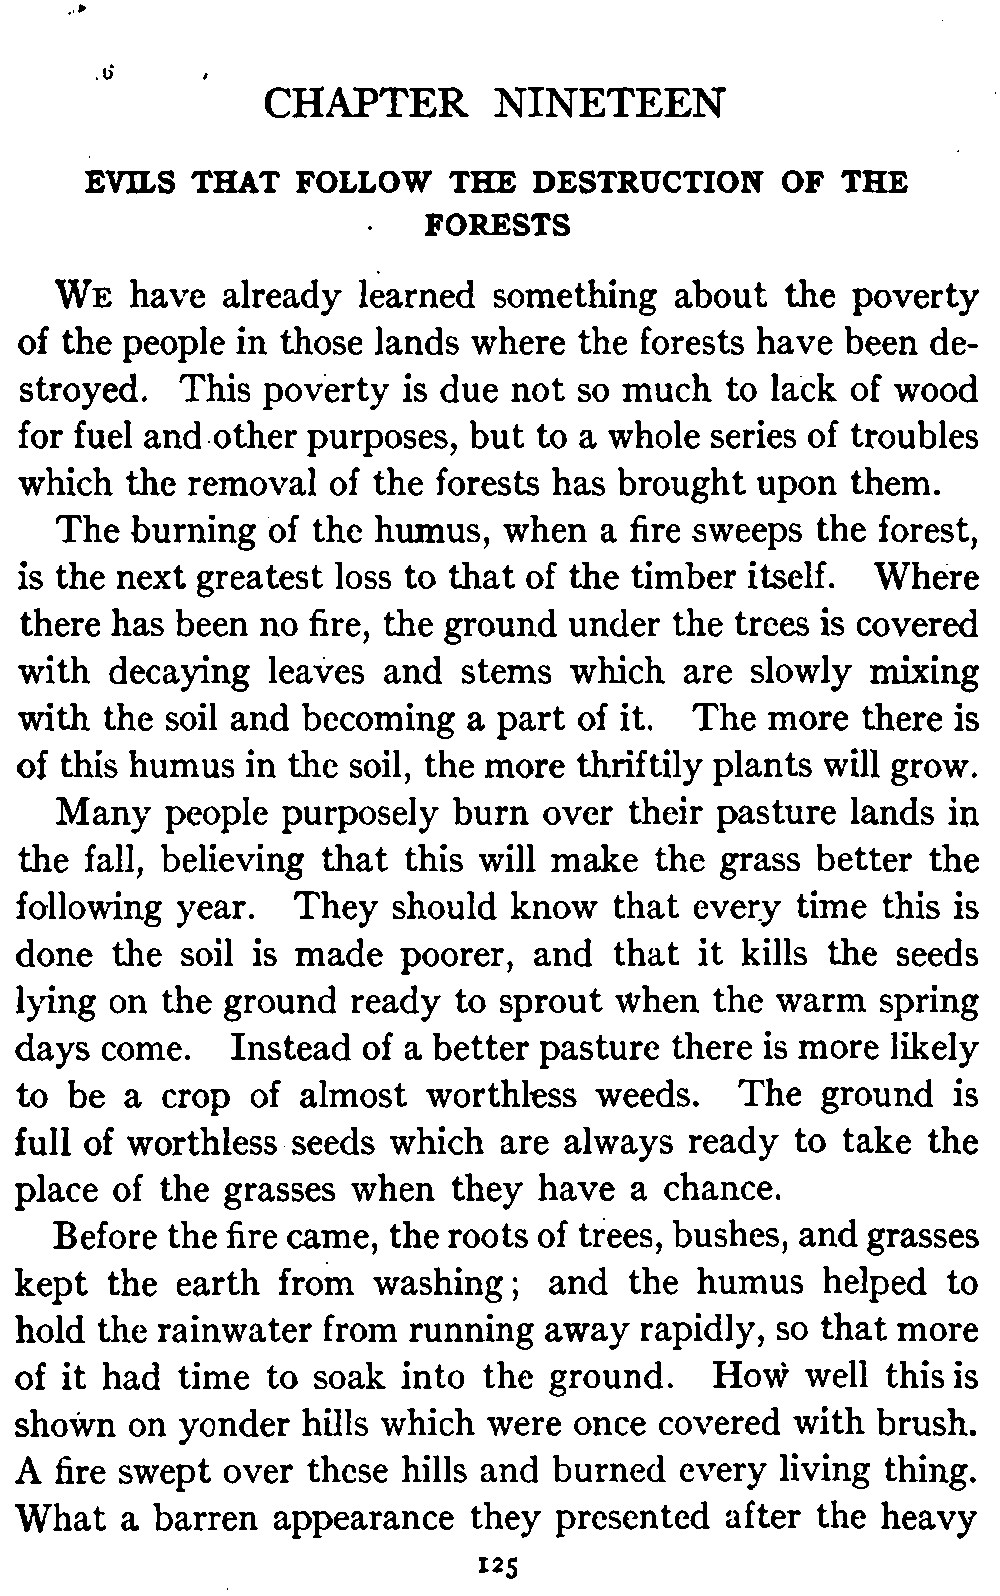 CHAPTER NINETEEN
EVILS THAT FOLLOW THE DESTRUCTION OF THE
FORESTS
WE have already learned something about the poverty
of the people in those lands where the forests have been de-
stroyed. This poverty is due not so much to lack of wood
for fuel and other purposes, but to a whole series of troubles
which the removal of the forests has brought upon them.
The burning of the humus, when a fire sweeps the forest,
is the next greatest loss to that of the timber itself. Where
there has been no fire, the ground under the trees is covered
with decaying leaves and stems which are slowly mixing
with the soil and becoming a part of it. The more there is
of this humus in the soil, the more thriftily plants will grow.
Many people purposely burn over their pasture lands in
the fall, believing that this will make the grass better the
following year. They should know that every time this is
done the soil is made poorer, and that it kills the seeds
lying on the ground ready to sprout when the warm spring
days come. Instead of a better pasture there is more likely
to be a crop of almost worthless weeds. The ground is
full of worthless seeds which are always ready to take the
place of the grasses when they have a chance.
Before the fire came, the roots of trees, bushes, and grasses
kept the earth from washing; and the humus helped to
hold the rainwater from running away rapidly, so that more
of it had time to soak into the ground. How well this is
shown on yonder hills which were once covered with brush.
A fire swept over these hills and burned every living thing.
What a barren appearance they presented after the heavy
125